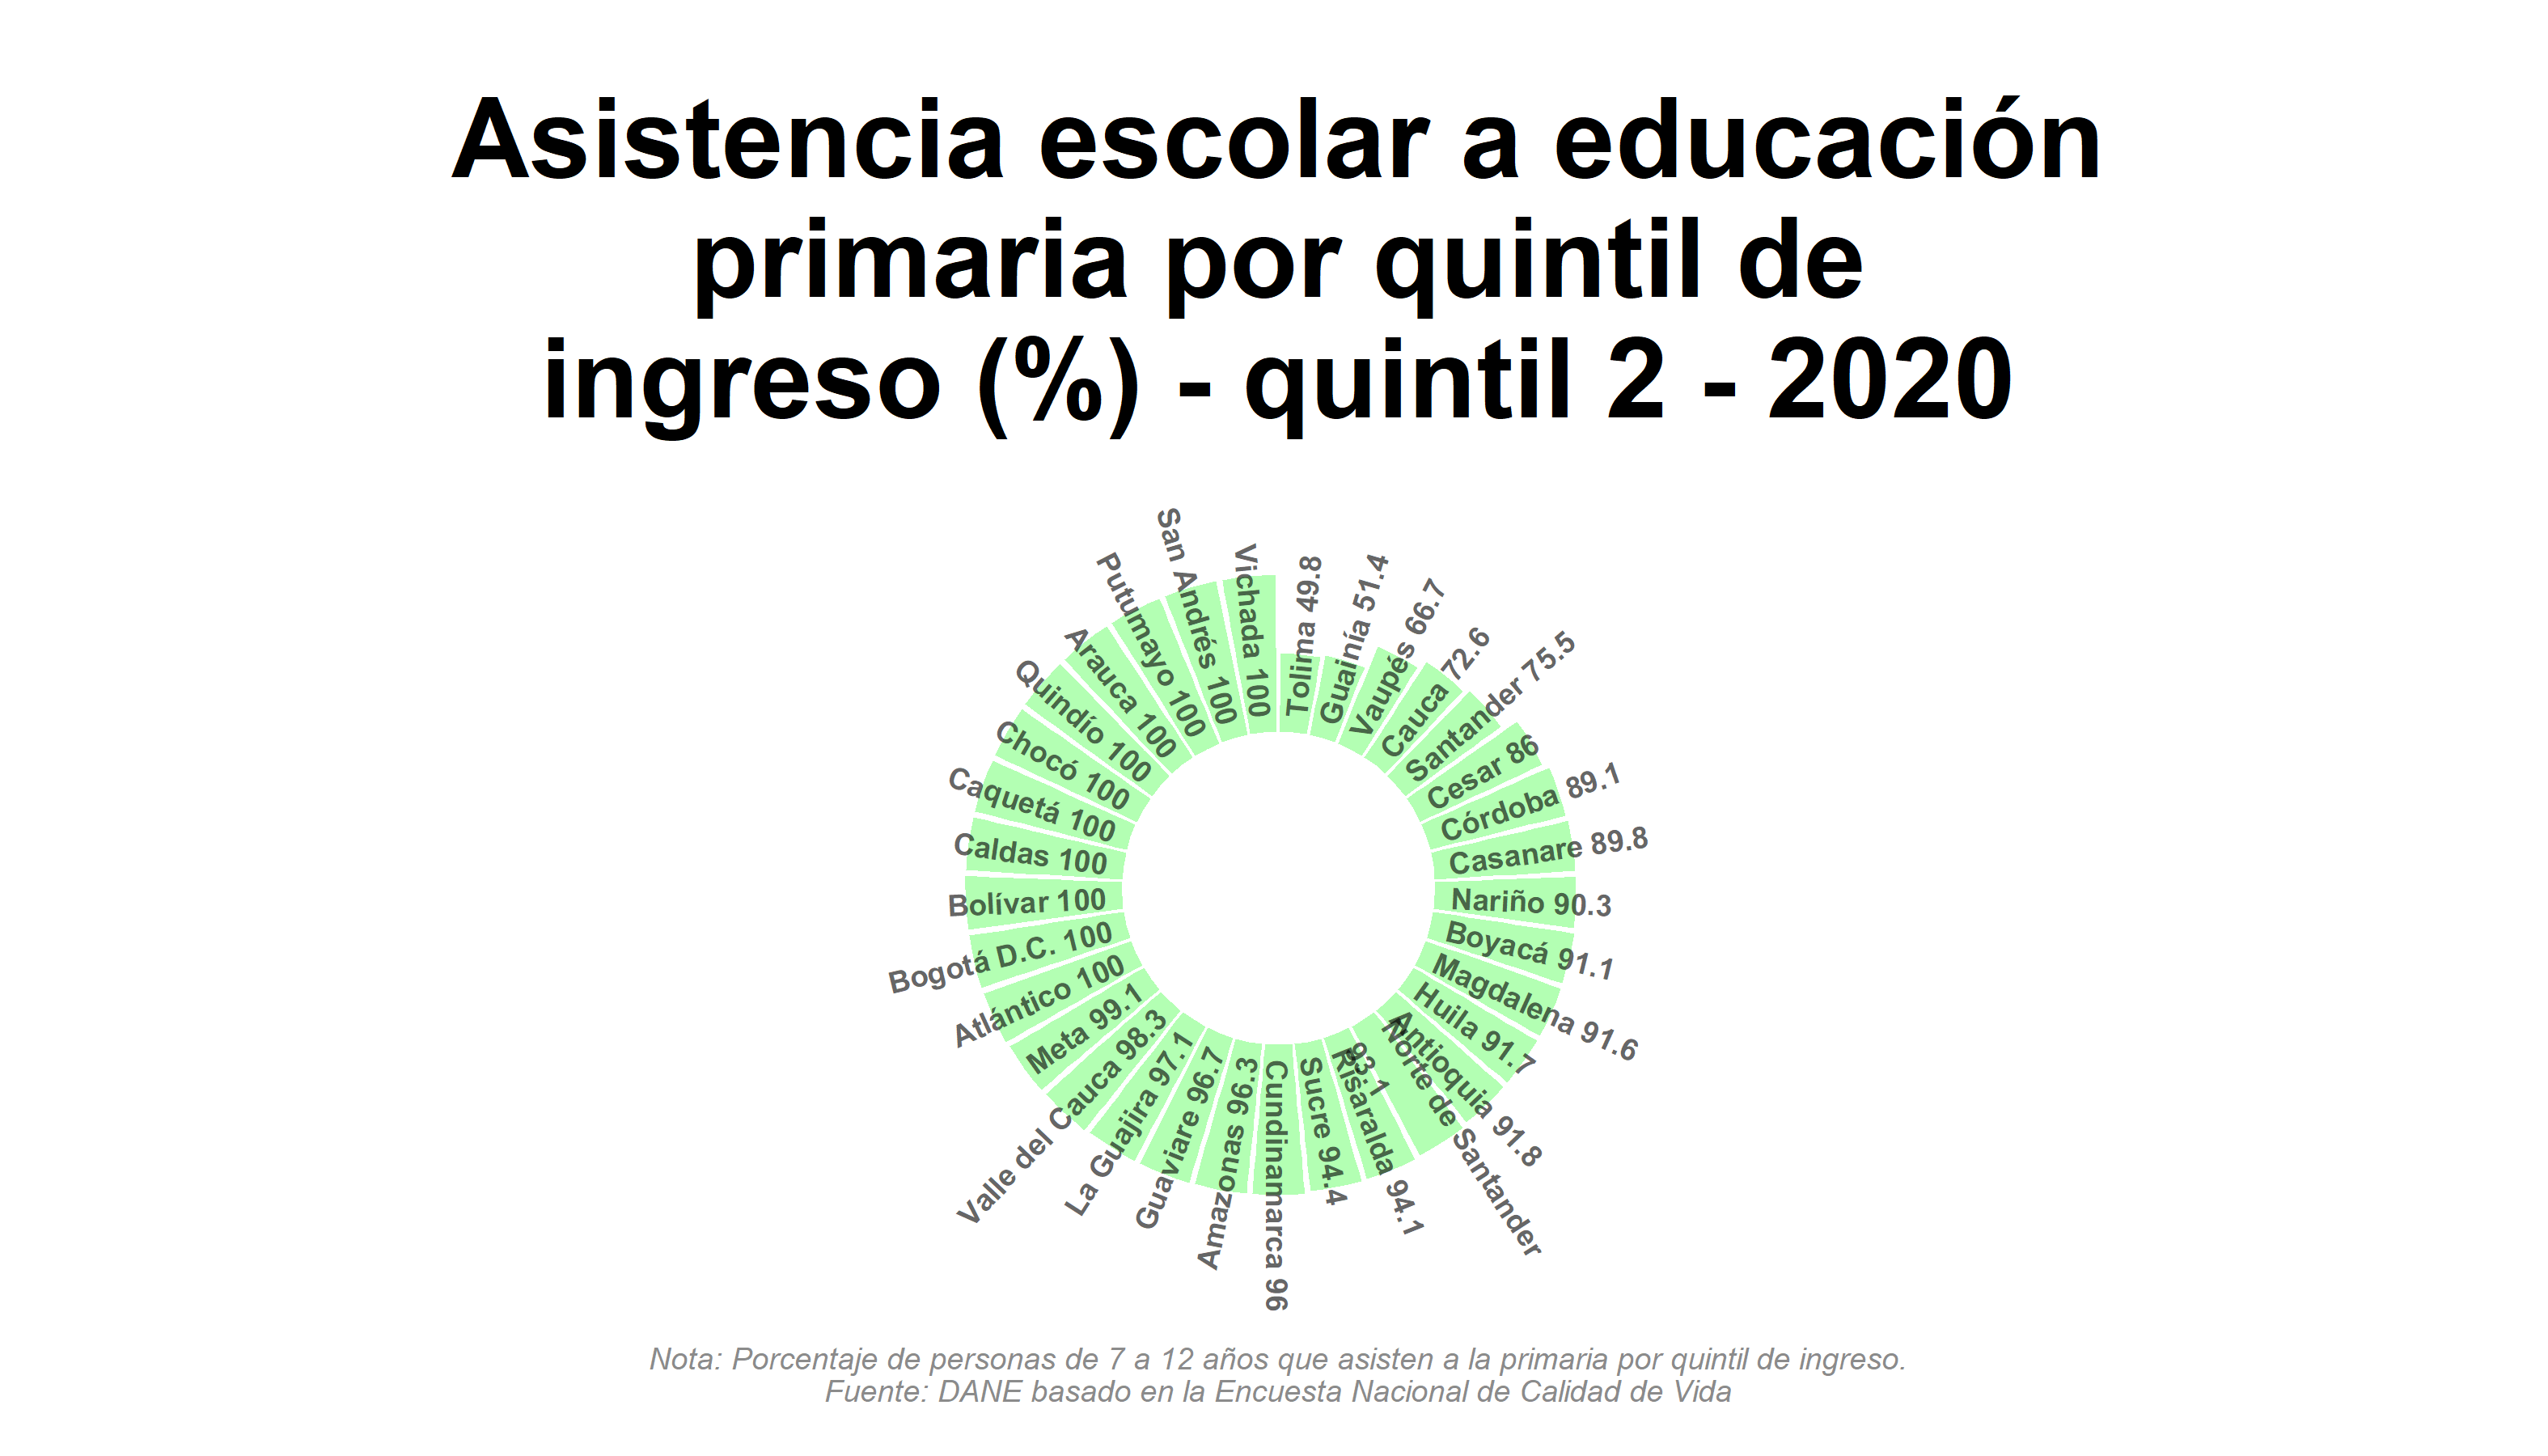 Asistencia escolar a educación
primaria por quintil de
ingreso (%) - quintil 2 - 2020
Tolima 49.8
Guainía 51.4
Vaupés 66.7
Cauca 72.6
Santander 75.5
Cesar 86
Córdoba 89.1
Casanare 89.8
Nariño 90.3
Boyacá 91.1
Magdalena 91.6
Huila 91.7
Antioquia 91.8
Norte de Santander
93.1
Risaralda 94.1
Sucre 94.4
Cundinamarca 96
Amazonas 96.3
Guaviare 96.7
La Guajira 97.1
Valle del Cauca 98.3
Meta 99.1
Atlántico 100
Bogotá D.C. 100
Bolívar 100
Caldas 100
Caquetá 100
Chocó 100
Quindío 100
Arauca 100
Putumayo 100
San Andrés 100
Vichada 100
Nota: Porcentaje de personas de 7 a 12 años que asisten a la primaria por quintil de ingreso.
Fuente: DANE basado en la Encuesta Nacional de Calidad de Vida